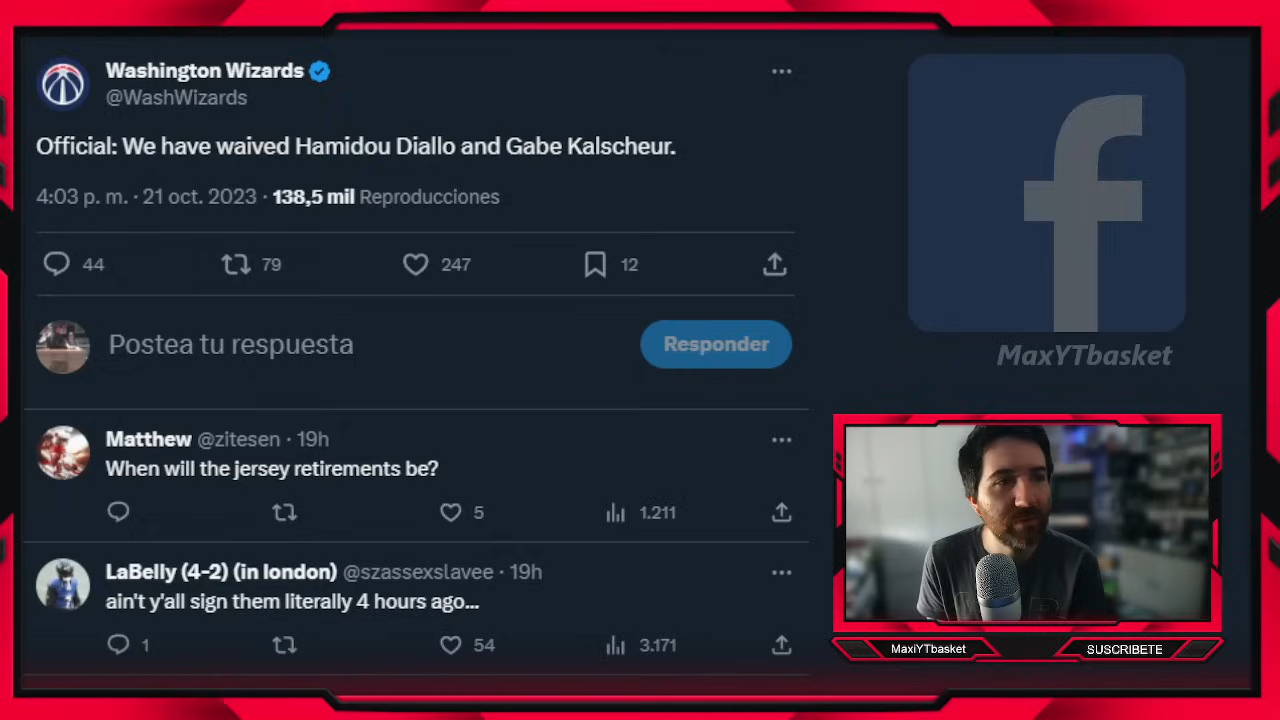 Washington Wizards
@WashWizards
Official: We have waived Hamidou Diallo and Gabe Kalscheur.
4:03 p. m. · 21 oct. 2023 · 138,5 mil Reproducciones
44 79 247 12
Postea tu respuesta
Responder
Matthew @zitesen · 19h
When will the jersey retirements be?
5 1.211
LaBelly (4-2) (in london) @szassexslavee · 19h
ain't y'all sign them literally 4 hours ago...
1 54 3.171
f
MaxYTbasket
MaxiYTbasket
SUSCRIBETE